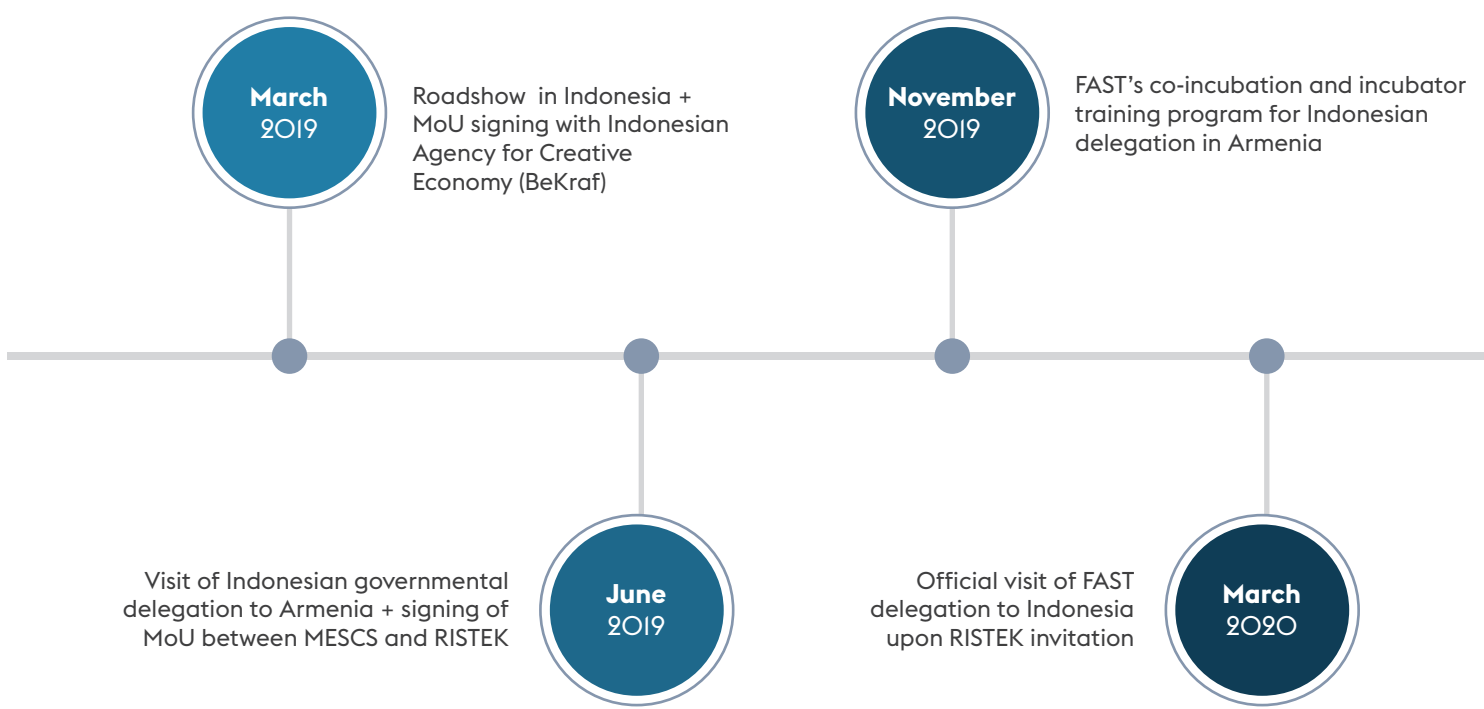 March
2019
Roadshow in Indonesia +
MoU signing with Indonesian
Agency for Creative
Economy (BeKraf)
November
2019
FAST’s co-incubation and incubator
training program for Indonesian
delegation in Armenia
Visit of Indonesian governmental
delegation to Armenia + signing of
MoU between MESCS and RISTEK
June
2019
Official visit of FAST
delegation to Indonesia
upon RISTEK invitation
March
2020